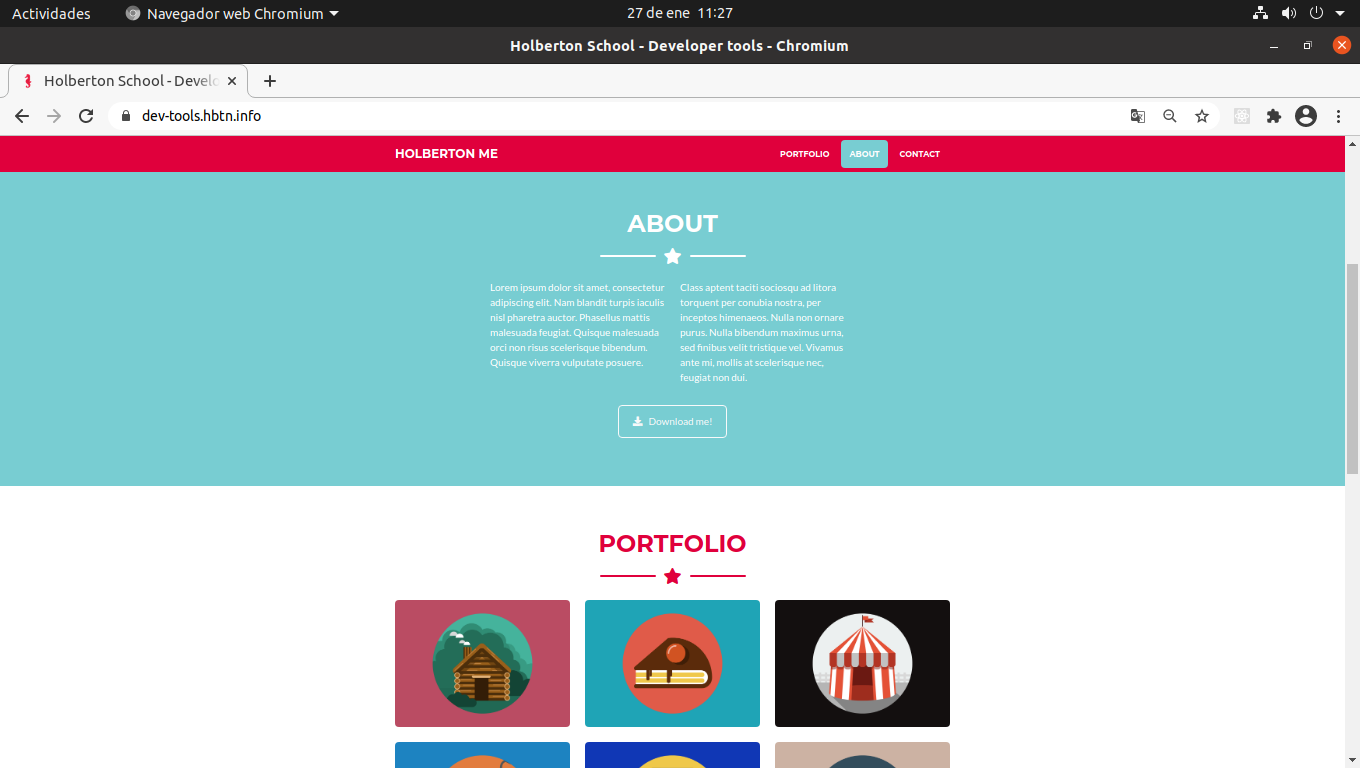 Actividades
Navegador web Chromium
27 de ene 11:27
Holberton School - Developer tools - Chromium
Holberton School - Develo
dev-tools.hbtn.info
HOLBERTON ME
PORTFOLIO
ABOUT
CONTACT
ABOUT
Lorem ipsum dolor sit amet, consectetur
adipiscing elit. Nam blandit turpis iaculis
nisl pharetra auctor. Phasellus mattis
malesuada feugiat. Quisque malesuada
orci non risus scelerisque bibendum.
Quisque viverra vulputate posuere.
Class aptent taciti sociosqu ad litora
torquent per conubia nostra, per
inceptos himenaeos. Nulla non ornare
purus. Nulla bibendum maximus urna,
sed finibus velit tristique vel. Vivamus
ante mi, mollis at scelerisque nec,
feugiat non dui.
Download me!
PORTFOLIO